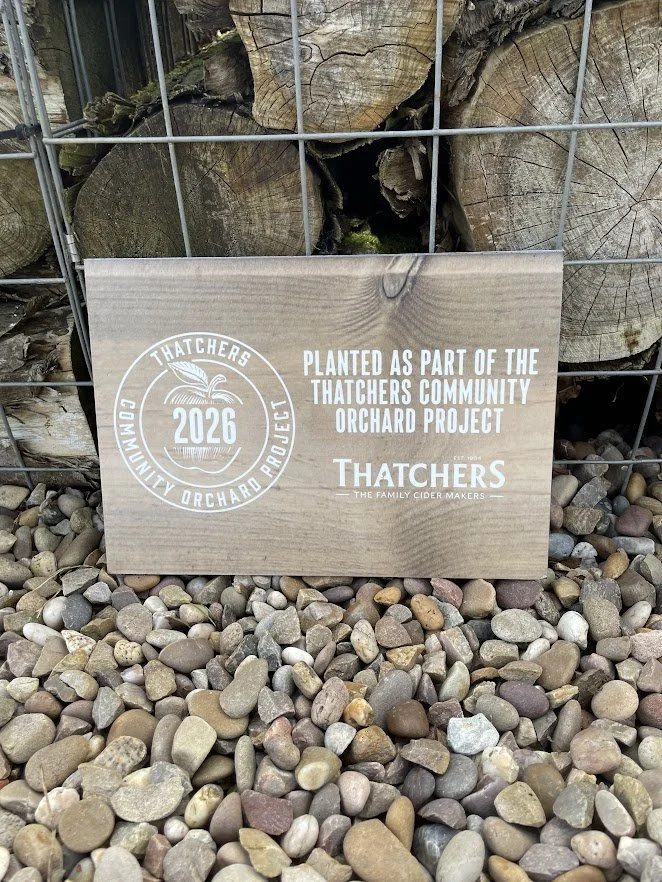 THATCHERS
2026
COMMUNITY ORCHARD PROJECT
PLANTED AS PART OF THE
THATCHERS COMMUNITY
ORCHARD PROJECT
EST. 1904
THATCHERS
THE FAMILY CIDER MAKERS